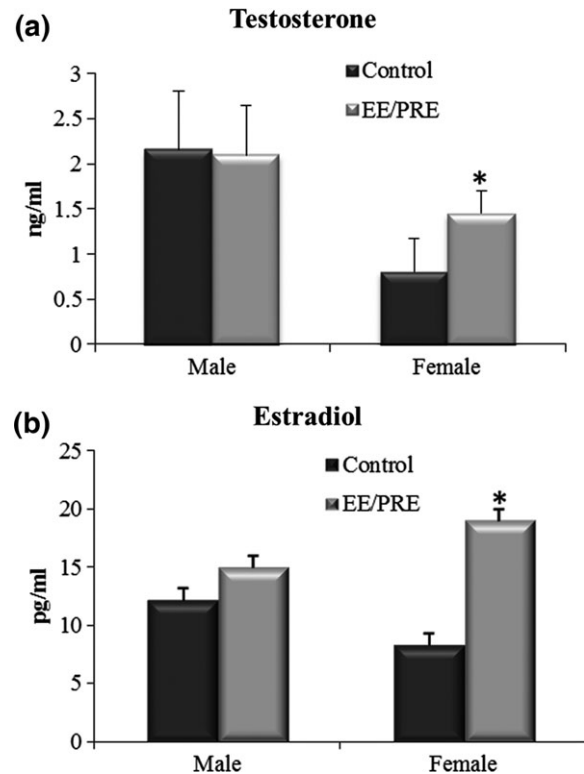 (a)
Testosterone
Control
EE/PRE
ng/ml
3
2.5
2
1.5
1
0.5
0
*
Male
Female
(b)
Estradiol
Control
EE/PRE
pg/ml
25
20
15
10
5
0
*
Male
Female